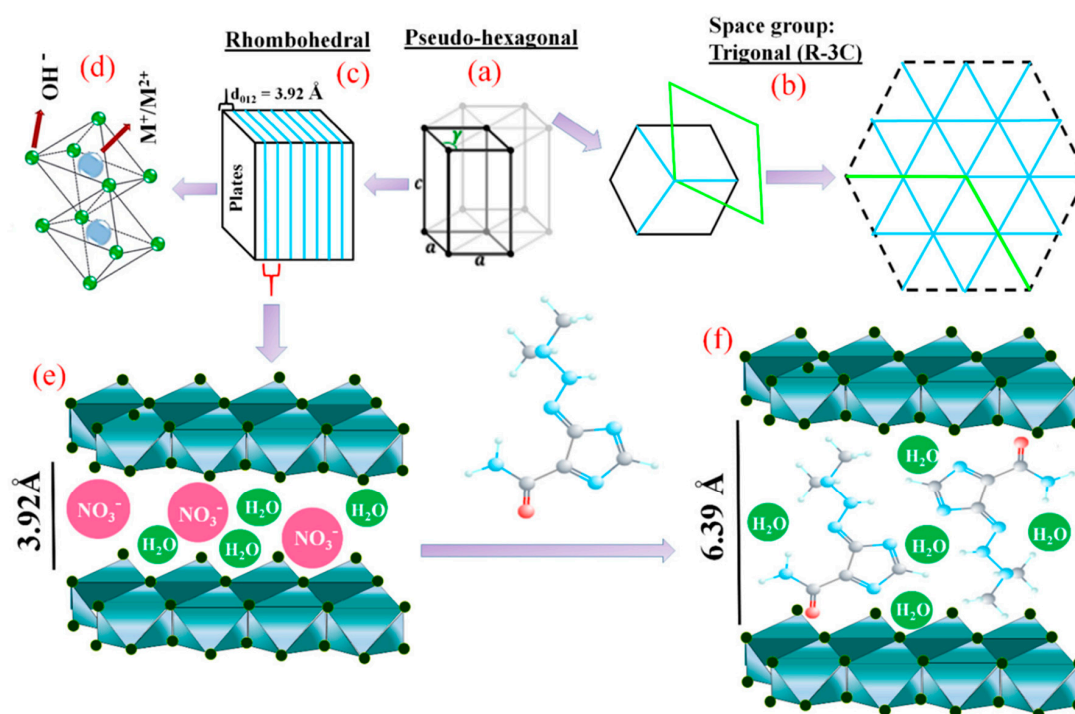 Rhombohedral
Pseudo-hexagonal
Space group:
Trigonal (R-3C)
(d)
(c)
(a)
(b)
OH⁻
M⁺/M²⁺
d₀₁₂ = 3.92 Å
Plates
γ
c
a
a
(e)
(f)
3.92Å
NO₃⁻
NO₃⁻
H₂O
H₂O
H₂O
H₂O
NO₃⁻
6.39 Å
H₂O
H₂O
H₂O
H₂O
H₂O